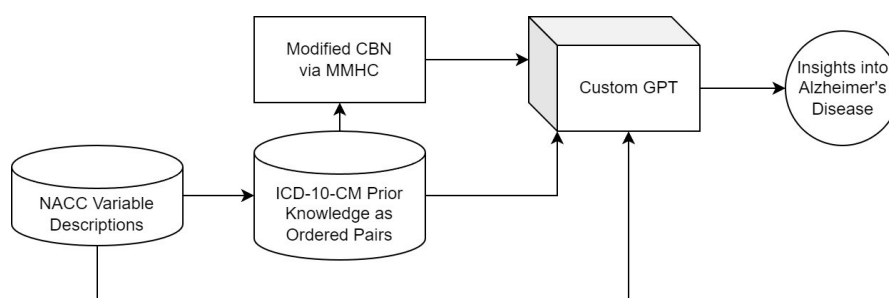 Modified CBN
via MMHC
Custom GPT
Insights into
Alzheimer's
Disease
NACC Variable
Descriptions
ICD-10-CM Prior
Knowledge as
Ordered Pairs